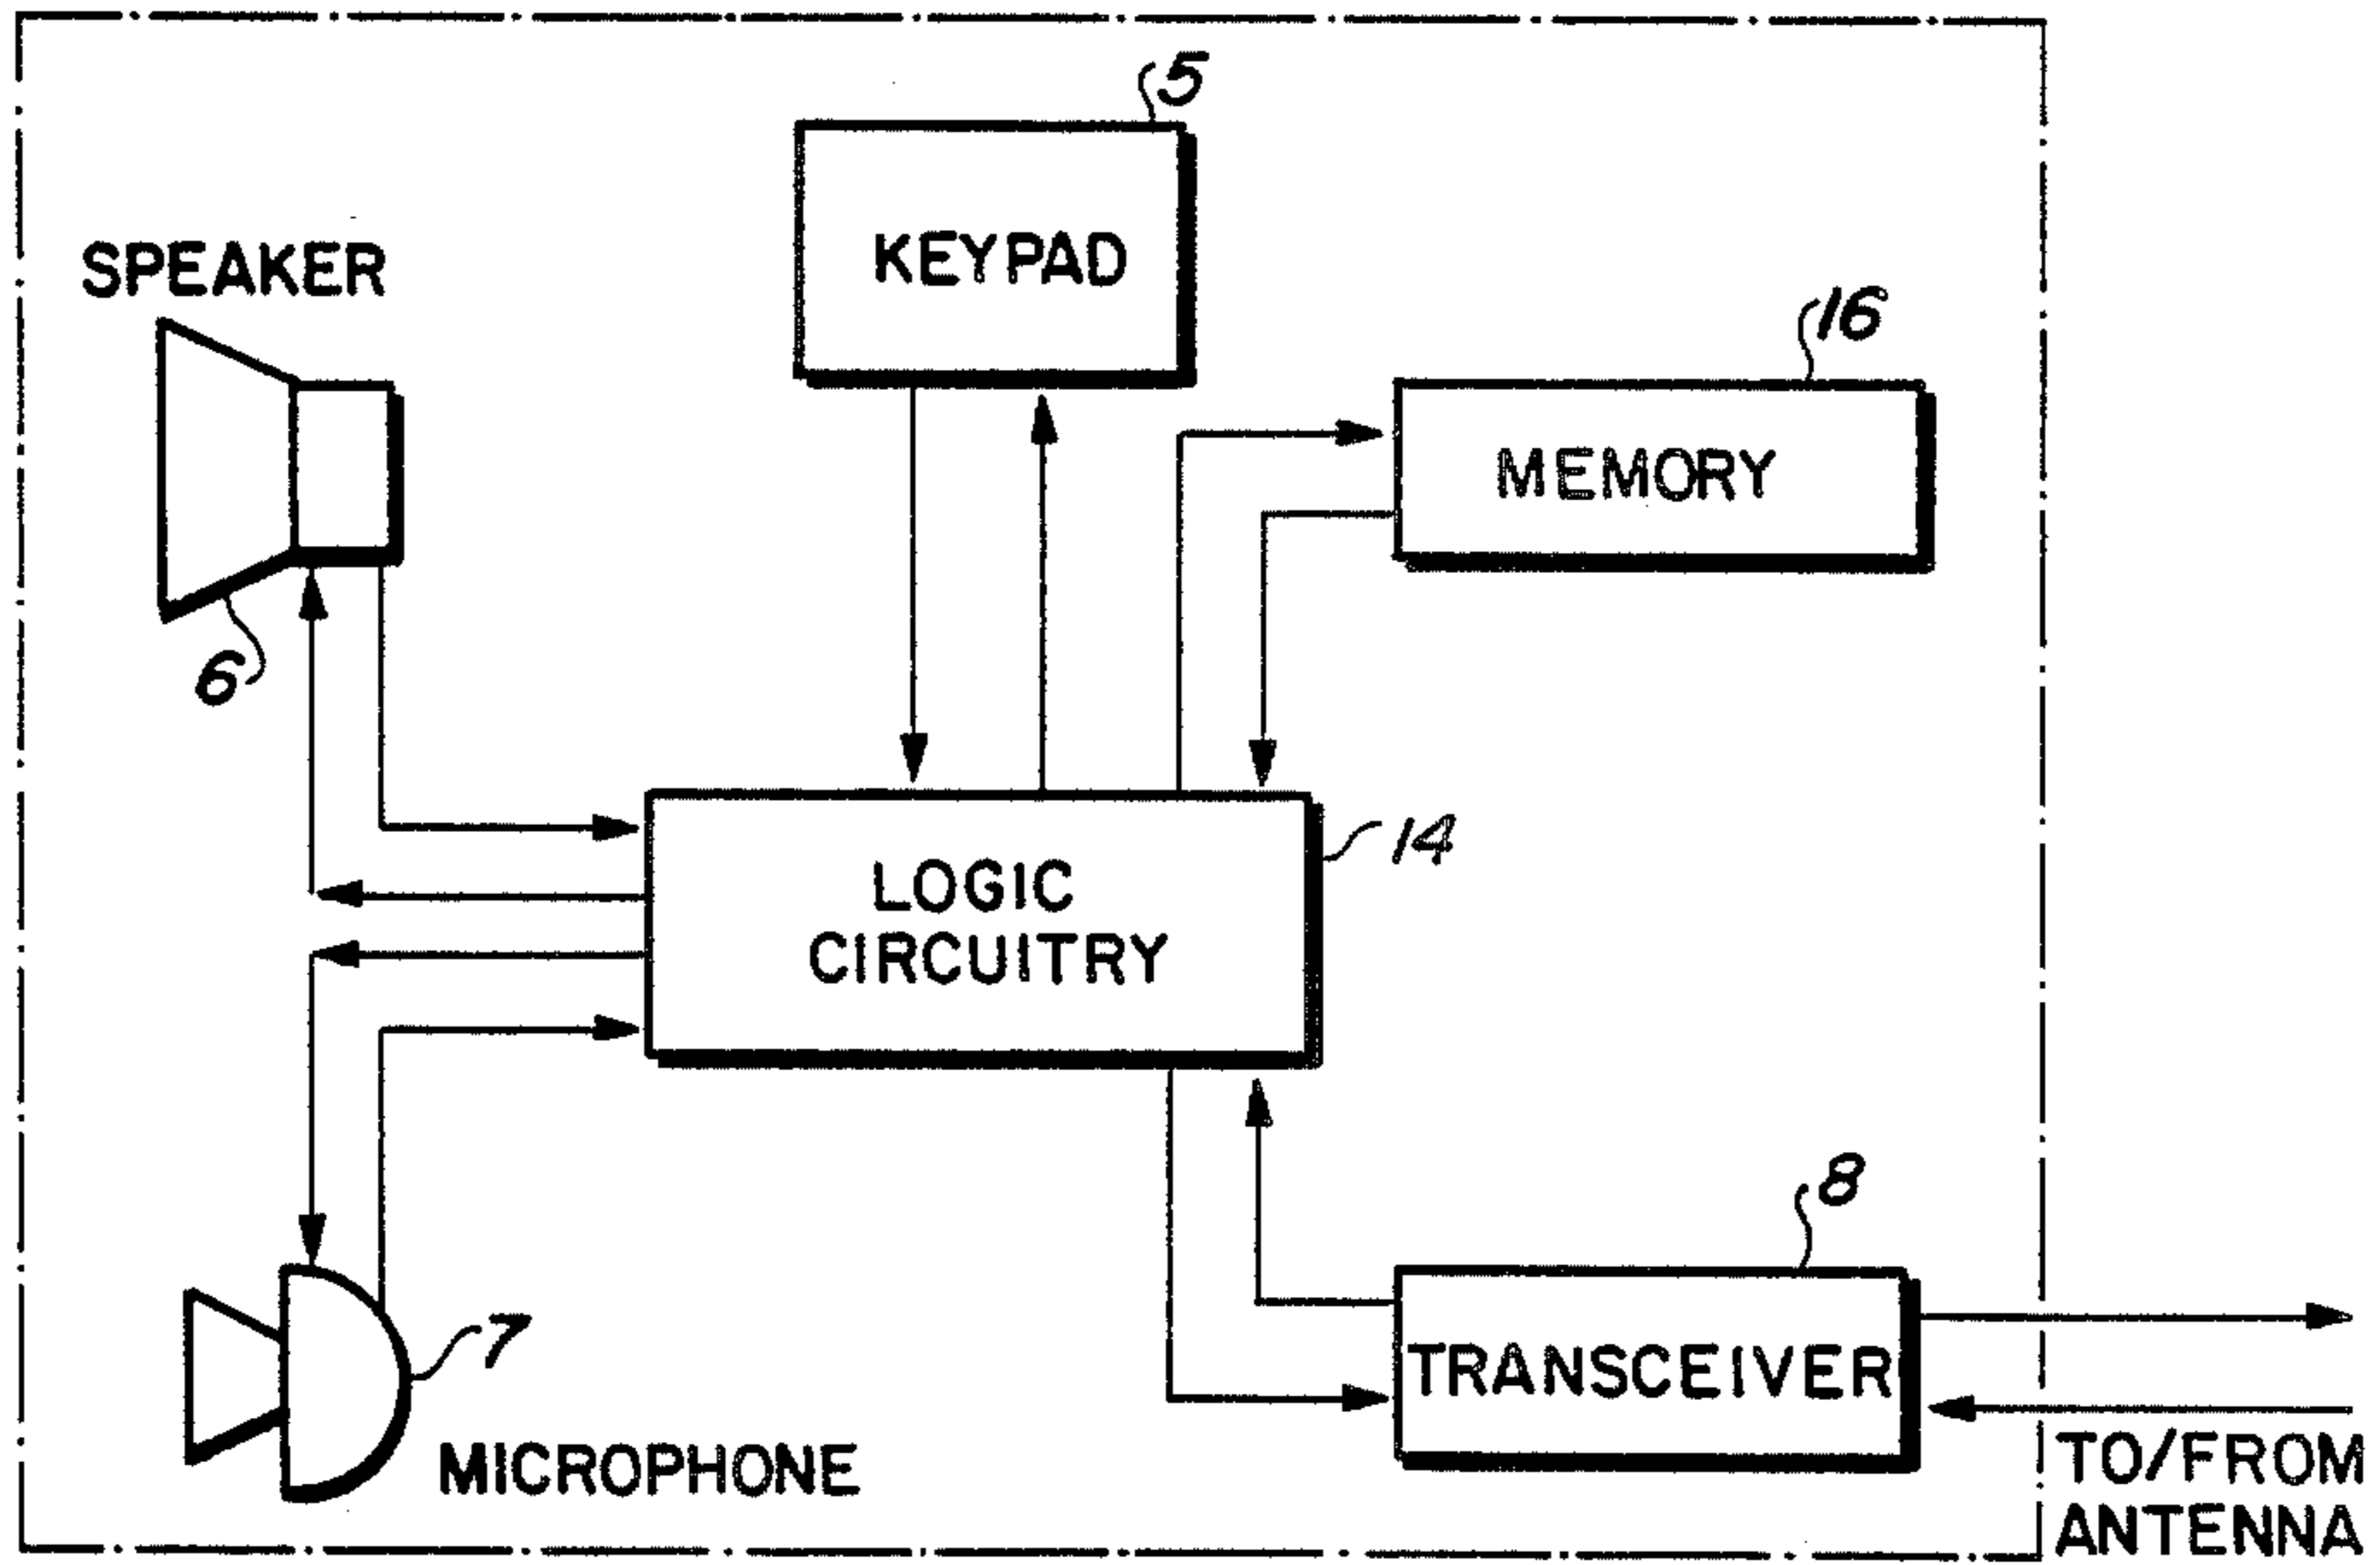 5
KEYPAD
SPEAKER
16
MEMORY
6
14
LOGIC
CIRCUITRY
8
7
TRANSCEIVER
MICROPHONE
TO/FROM
ANTENNA